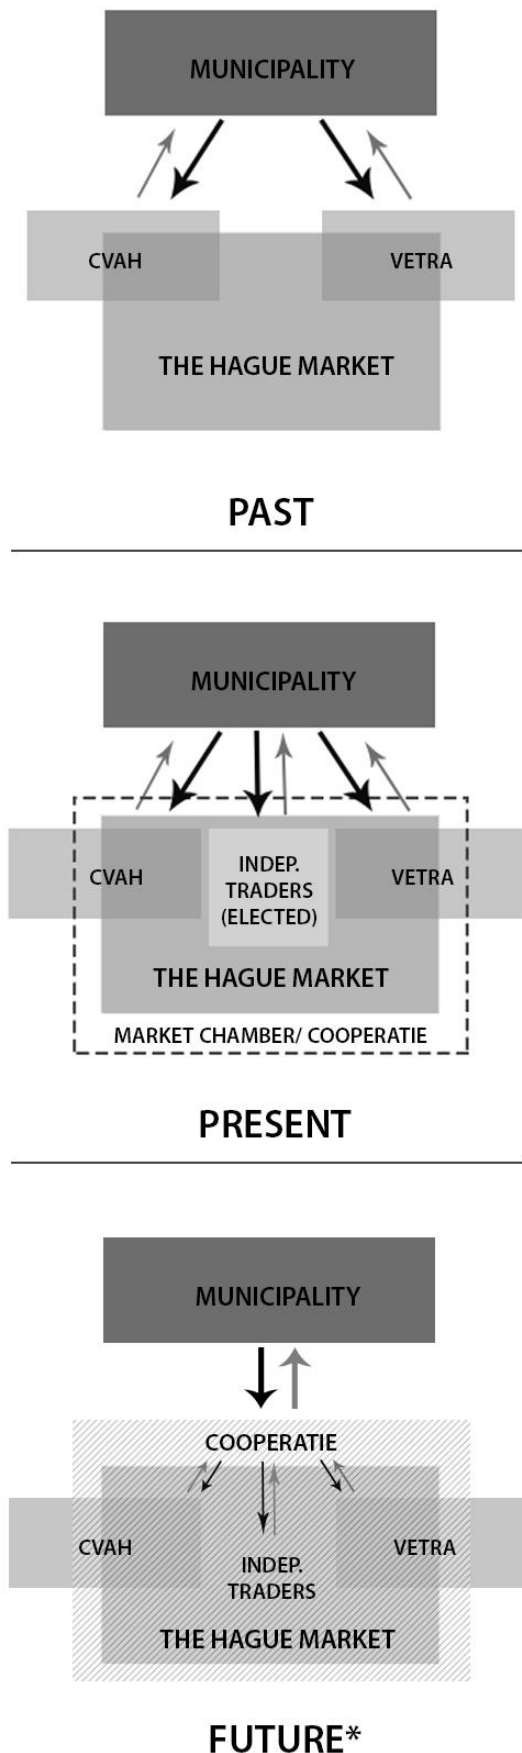 MUNICIPALITY
CVAH
VETRA
THE HAGUE MARKET
PAST
MUNICIPALITY
CVAH
INDEP.
TRADERS
(ELECTED)
VETRA
THE HAGUE MARKET
MARKET CHAMBER/ COOPERATIE
PRESENT
MUNICIPALITY
COOPERATIE
CVAH
VETRA
INDEP.
TRADERS
THE HAGUE MARKET
FUTURE*